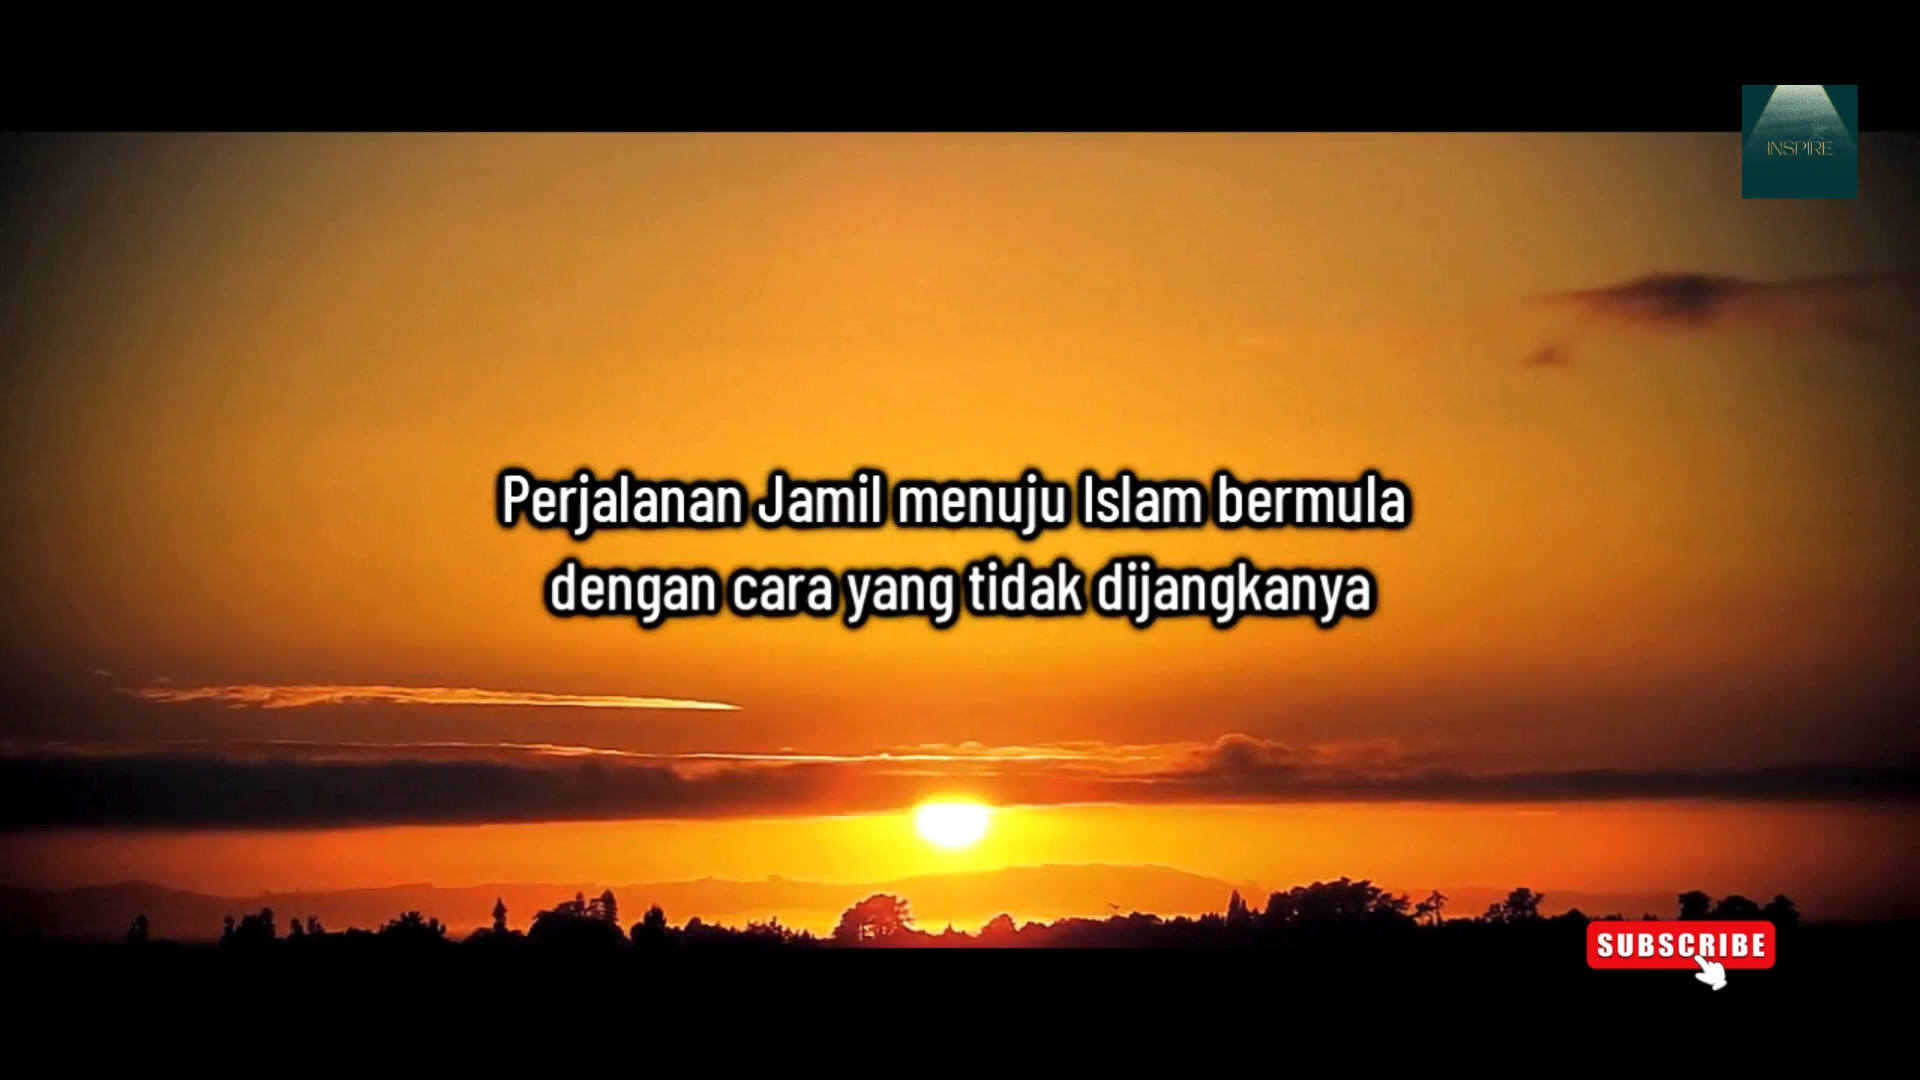 INSPIRE
Perjalanan Jamil menuju Islam bermula
dengan cara yang tidak dijangkanya
SUBSCRIBE